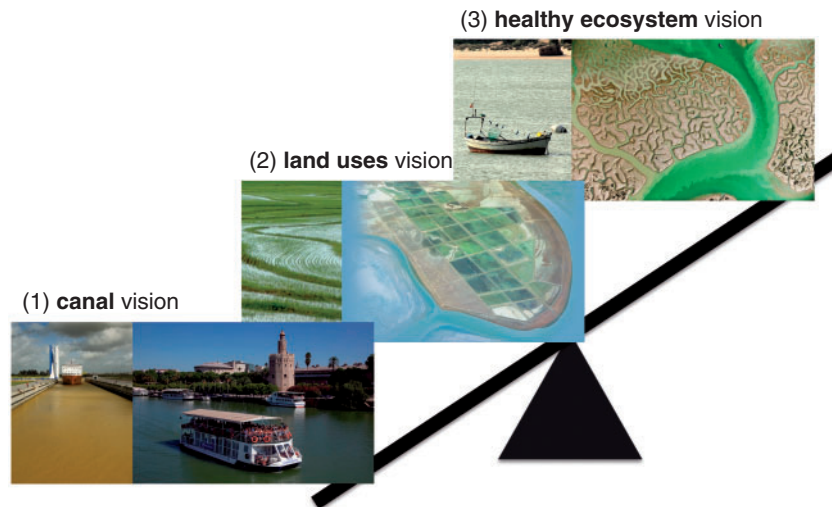 (3) healthy ecosystem vision
(2) land uses vision
(1) canal vision